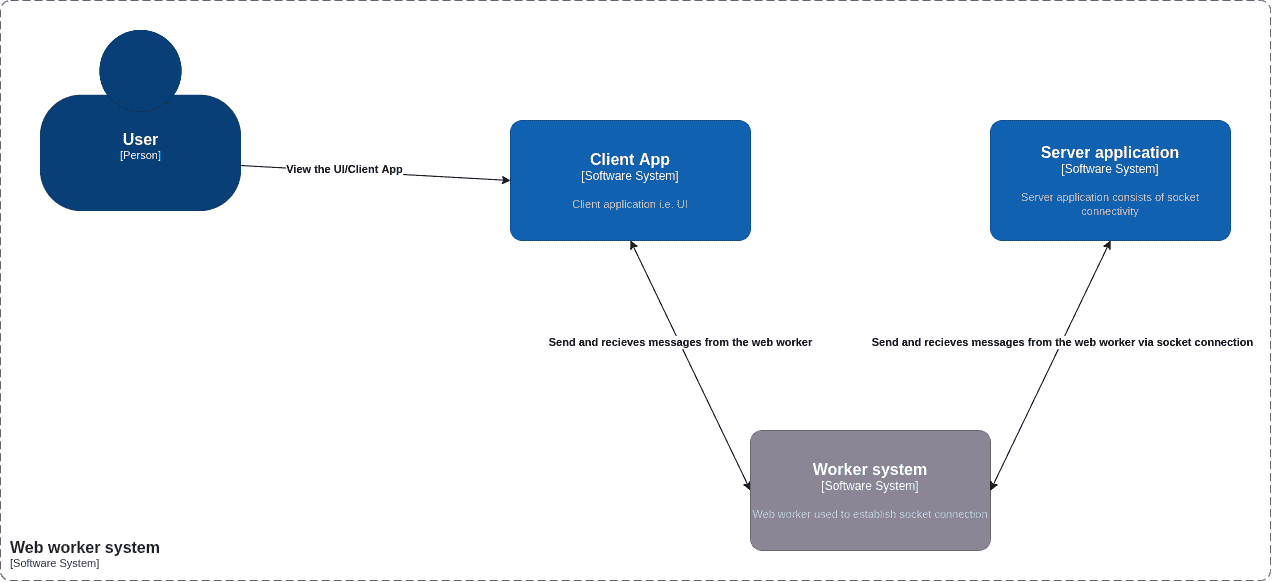 User
[Person]
View the UI/Client App
Client App
[Software System]
Client application i.e. UI
Server application
[Software System]
Server application consists of socket
connectivity
Send and recieves messages from the web worker
Send and recieves messages from the web worker via socket connection
Worker system
[Software System]
Web worker used to establish socket connection
Web worker system
[Software System]